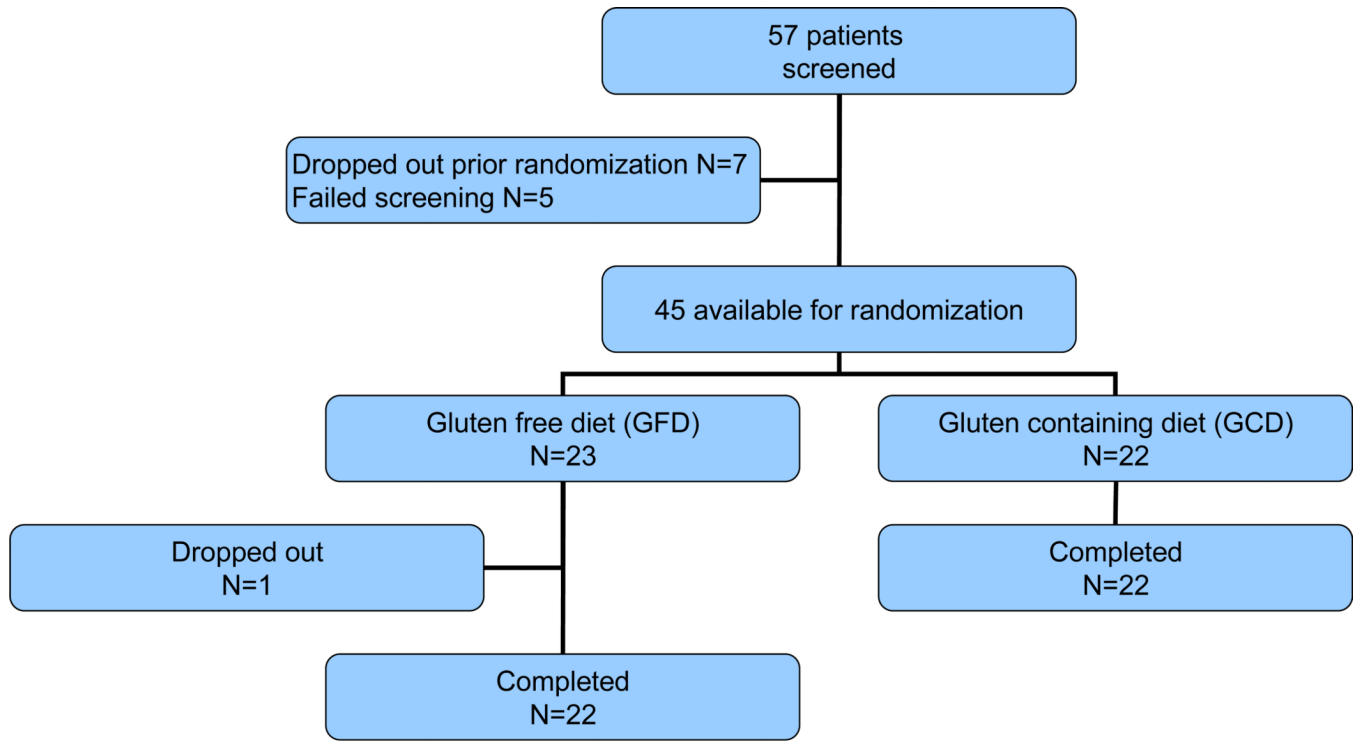 57 patients
screened
Dropped out prior randomization N=7
Failed screening N=5
45 available for randomization
Gluten free diet (GFD)
N=23
Gluten containing diet (GCD)
N=22
Dropped out
N=1
Completed
N=22
Completed
N=22